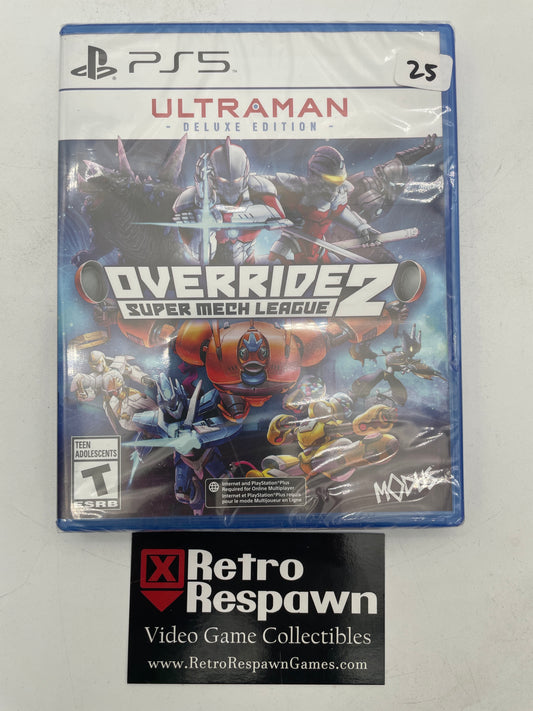 PS5™
25
ULTRAMAN
- DELUXE EDITION -
OVERRIDE 2
SUPER MECH LEAGUE
TEEN
ADOLESCENTS
T
ESRB
Internet and PlayStation®Plus
Required for Online Multiplayer.
Internet et PlayStation®Plus requis
pour le mode Multijoueur en Ligne
MODUS
X Retro
Respawn
Video Game Collectibles
www.RetroRespawnGames.com